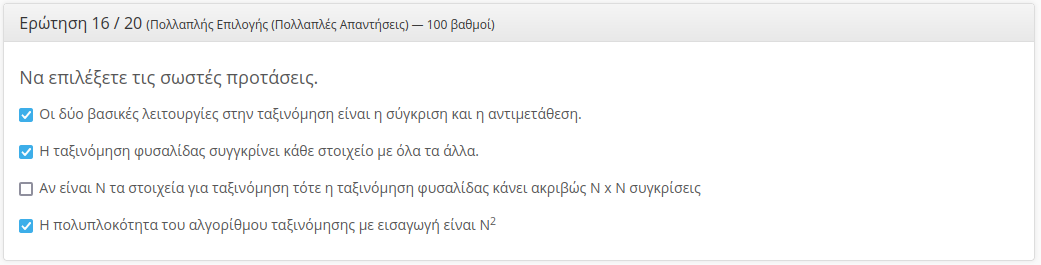 Ερώτηση 16 / 20 (Πολλαπλής Επιλογής (Πολλαπλές Απαντήσεις) — 100 βαθμοί)
Να επιλέξετε τις σωστές προτάσεις.
Οι δύο βασικές λειτουργίες στην ταξινόμηση είναι η σύγκριση και η αντιμετάθεση.
Η ταξινόμηση φυσαλίδας συγγκρίνει κάθε στοιχείο με όλα τα άλλα.
Αν είναι N τα στοιχεία για ταξινόμηση τότε η ταξινόμηση φυσαλίδας κάνει ακριβώς N x N συγκρίσεις
Η πολυπλοκότητα του αλγορίθμου ταξινόμησης με εισαγωγή είναι N²